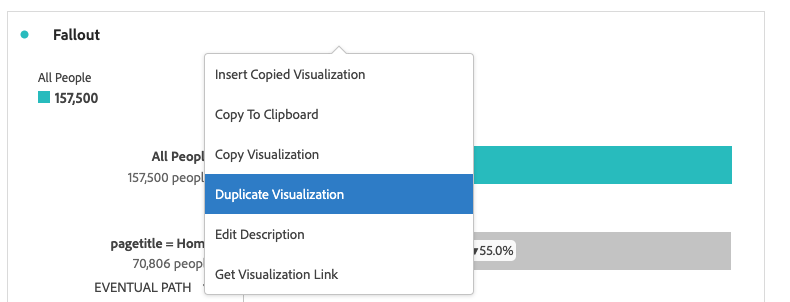 Fallout
All People
157,500
Insert Copied Visualization
Copy To Clipboard
Copy Visualization
Duplicate Visualization
Edit Description
Get Visualization Link
All Peopl
157,500 peopl
pagetitle = Hom
70,806 peopl
▼55.0%
EVENTUAL PATH